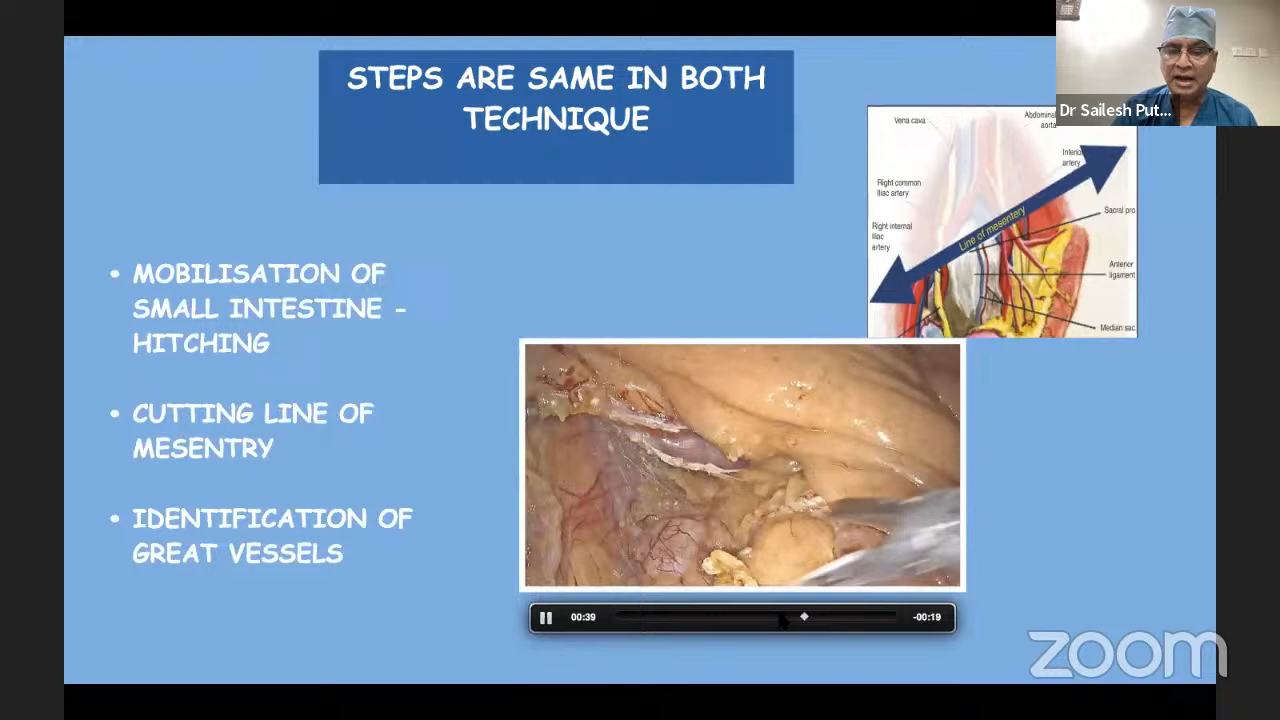 STEPS ARE SAME IN BOTH
TECHNIQUE
Dr Sailesh Put...
Vena cava
Abdominal
aorta
Inferio
artery
Right common
iliac artery
Line of mesentery
Sacral pro
Right internal
iliac
artery
Anterior
ligament
Median sac
• MOBILISATION OF
SMALL INTESTINE -
HITCHING
• CUTTING LINE OF
MESENTRY
• IDENTIFICATION OF
GREAT VESSELS
00:39
-00:19
zoom